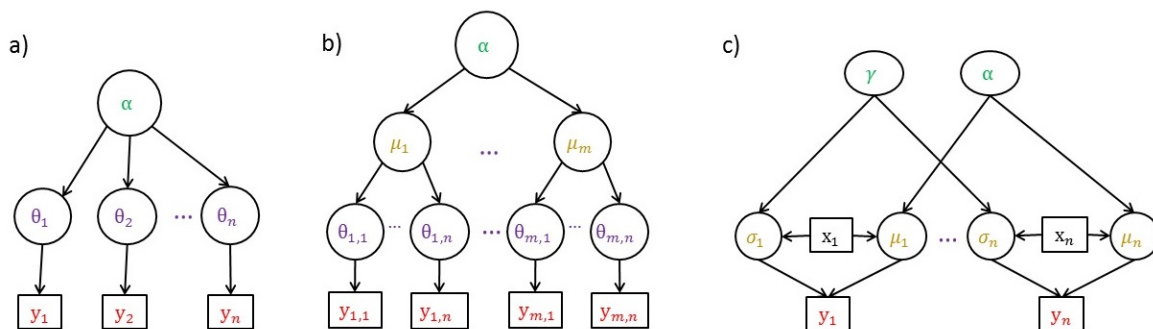 a)
α
θ₁ θ₂ ... θₙ
y₁ y₂ yₙ
b)
α
μ₁ ... μₘ
θ₁,₁ ... θ₁,ₙ ... θₘ,₁ ... θₘ,ₙ
y₁,₁ y₁,ₙ yₘ,₁ yₘ,ₙ
c)
γ α
σ₁ x₁ μ₁ ... σₙ xₙ μₙ
y₁ yₙ